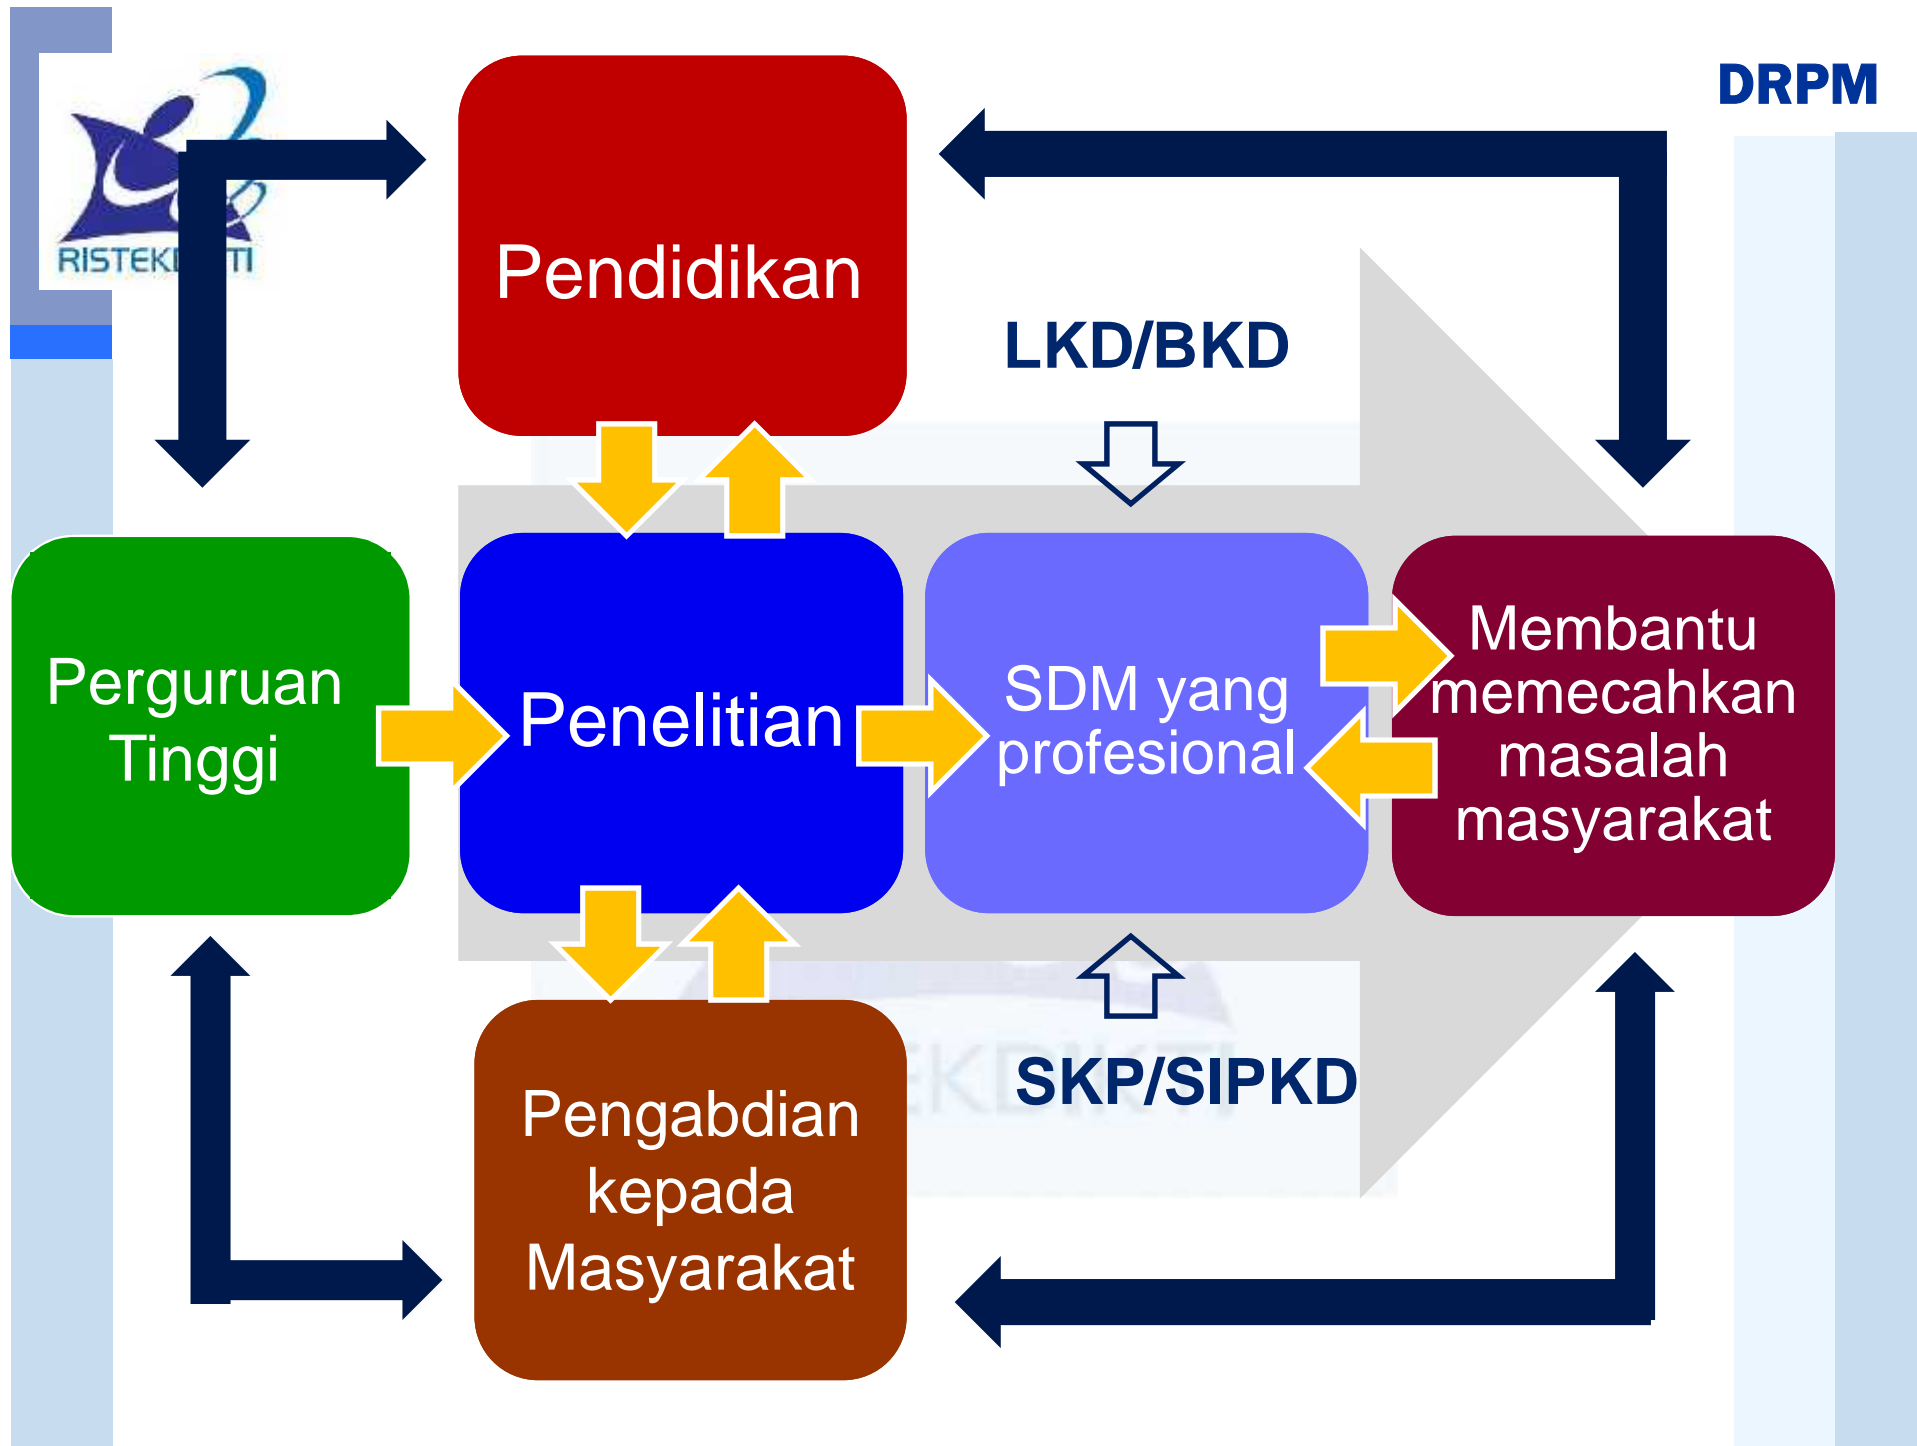 DRPM
Pendidikan
LKD/BKD
Perguruan
Tinggi
Penelitian
SDM yang
profesional
Membantu
memecahkan
masalah
masyarakat
SKP/SIPKD
Pengabdian
kepada
Masyarakat